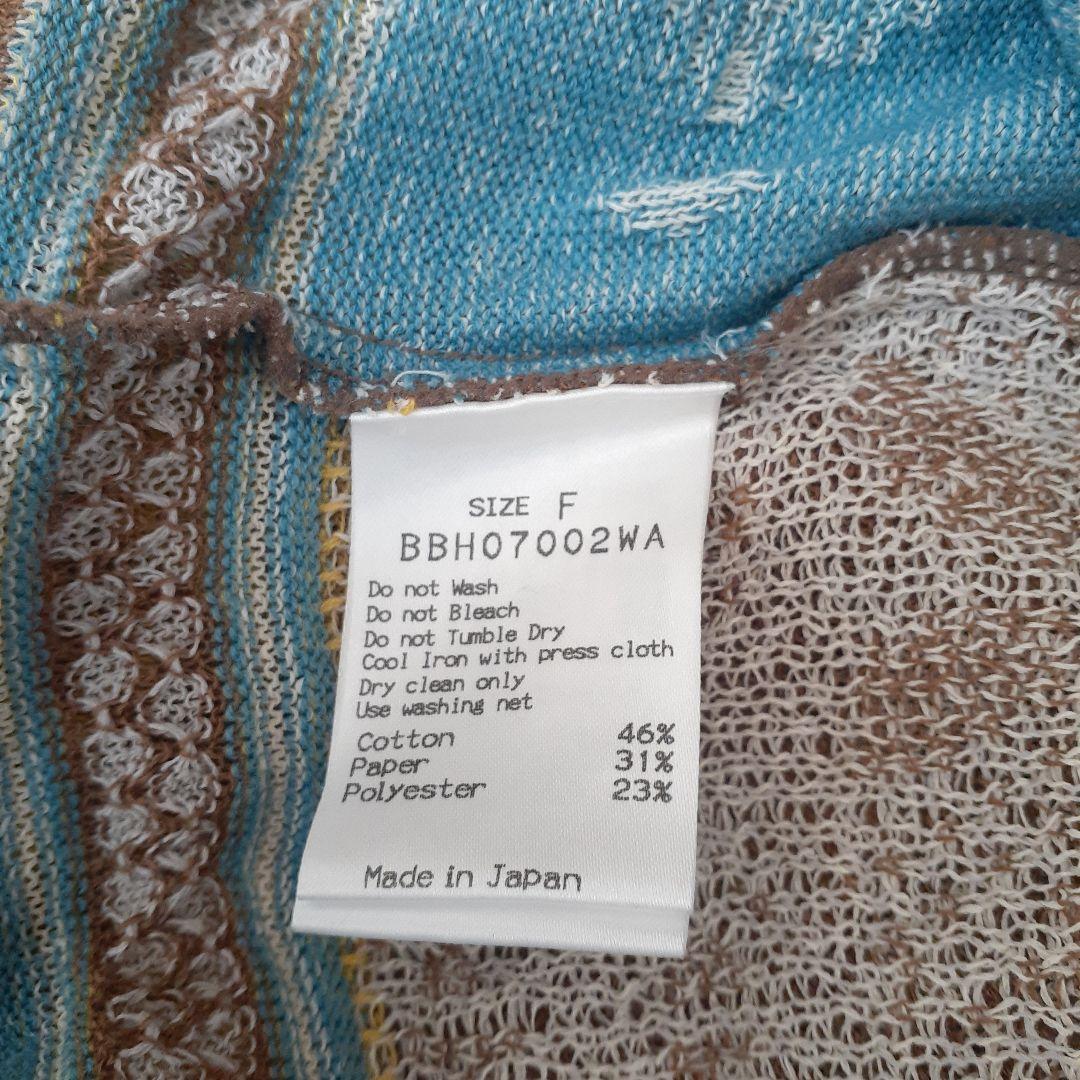 SIZE F
BBH07002WA
Do not Wash
Do not Bleach
Do not Tumble Dry
Cool Iron with press cloth
Dry clean only
Use washing net
Cotton 46%
Paper 31%
Polyester 23%
Made in Japan